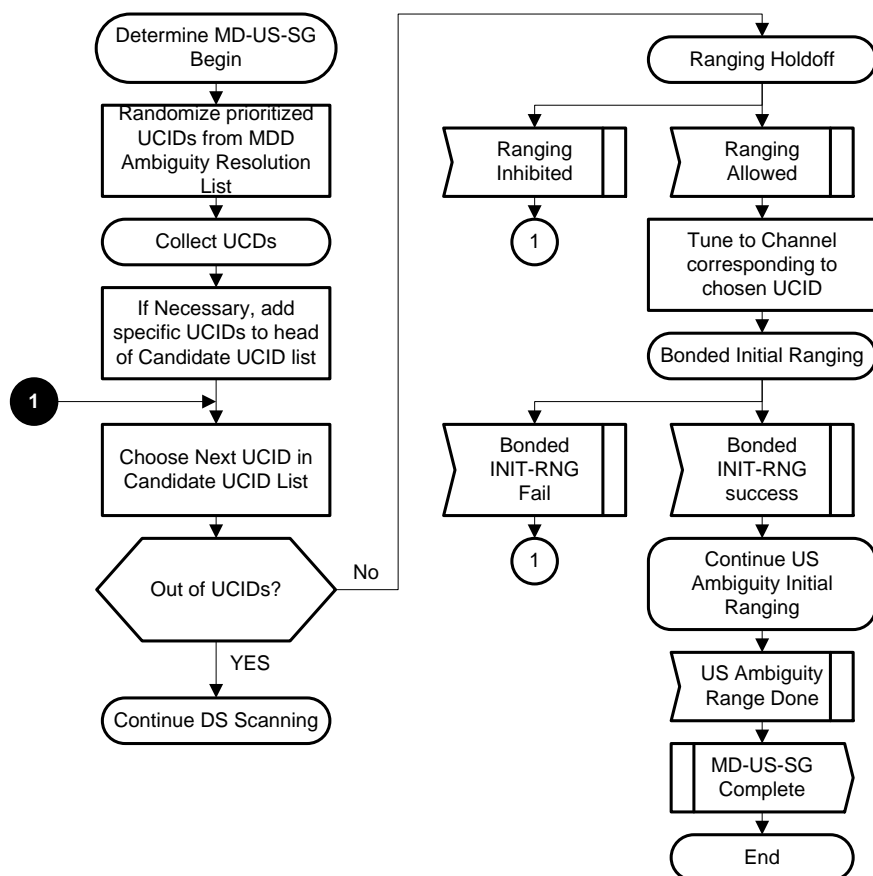 Determine MD-US-SG
Begin
Randomize prioritized
UCIDs from MDD
Ambiguity Resolution
List
Collect UCDs
If Necessary, add
specific UCIDs to head
of Candidate UCID list
1
Choose Next UCID in
Candidate UCID List
Out of UCIDs?
No
YES
Continue DS Scanning
Ranging Holdoff
Ranging
Inhibited
1
Ranging
Allowed
Tune to Channel
corresponding to
chosen UCID
Bonded Initial Ranging
Bonded
INIT-RNG
Fail
1
Bonded
INIT-RNG
success
Continue US
Ambiguity Initial
Ranging
US Ambiguity
Range Done
MD-US-SG
Complete
End